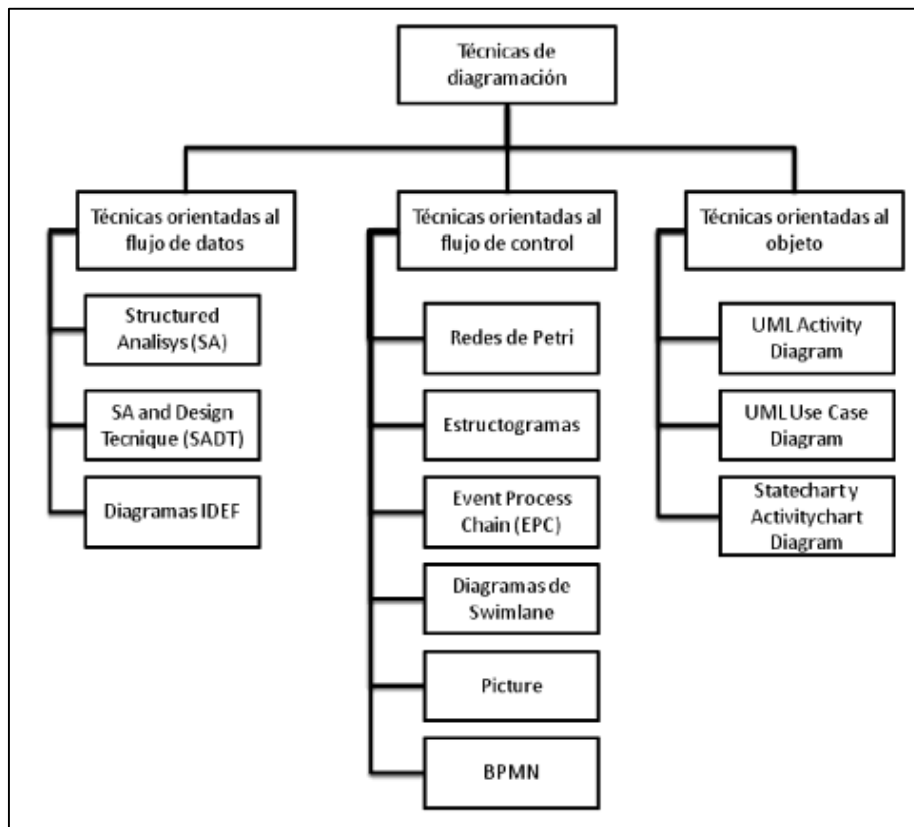 Técnicas de
diagramación
Técnicas orientadas al
flujo de datos
Técnicas orientadas al
flujo de control
Técnicas orientadas al
objeto
Structured
Analisys (SA)
SA and Design
Tecnique (SADT)
Diagramas IDEF
Redes de Petri
Estructogramas
Event Process
Chain (EPC)
Diagramas de
Swimlane
Picture
BPMN
UML Activity
Diagram
UML Use Case
Diagram
Statechart y
Activitychart
Diagram